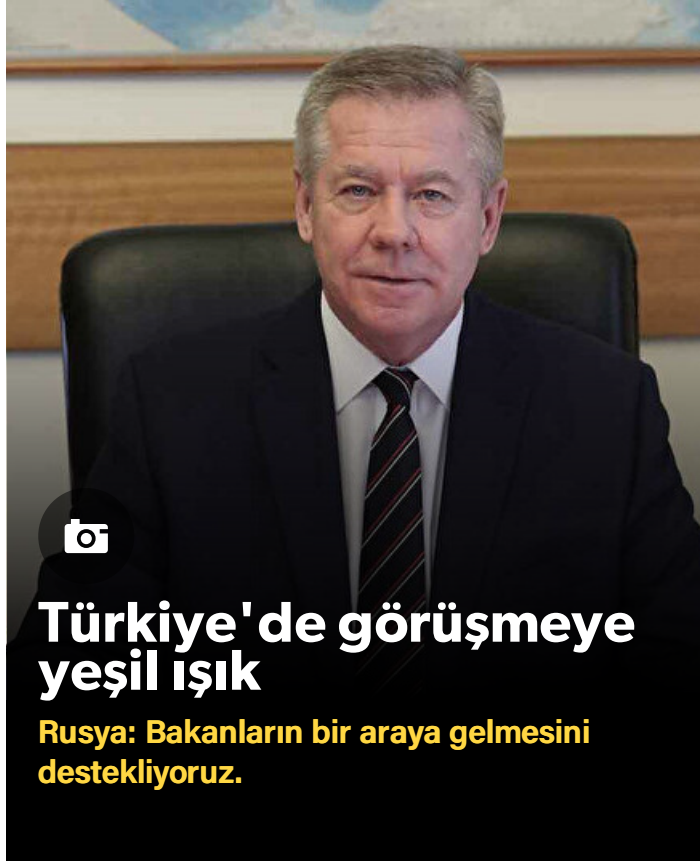 Türkiye'de görüşmeye
yeşil ışık
Rusya: Bakanların bir araya gelmesini
destekliyoruz.